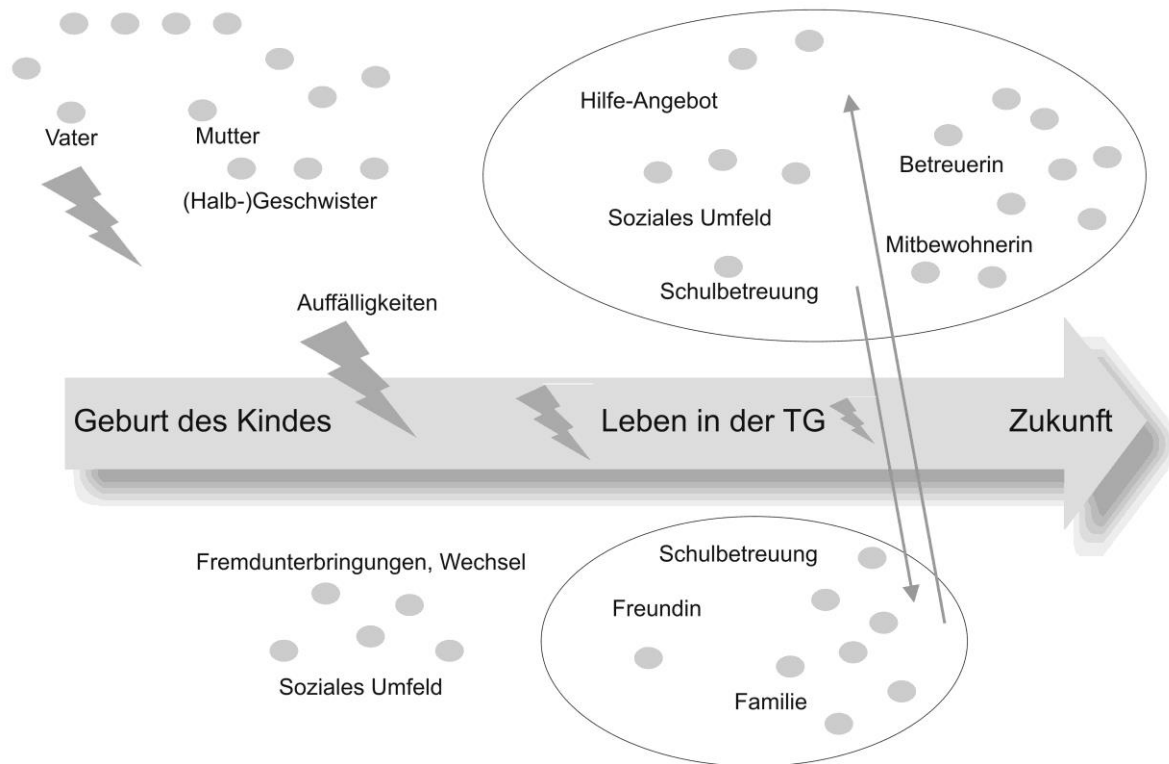 Vater
Mutter
(Halb-)Geschwister
Hilfe-Angebot
Betreuerin
Soziales Umfeld
Mitbewohnerin
Schulbetreuung
Auffälligkeiten
Geburt des Kindes
Leben in der TG
Zukunft
Fremdunterbringungen, Wechsel
Soziales Umfeld
Schulbetreuung
Freundin
Familie